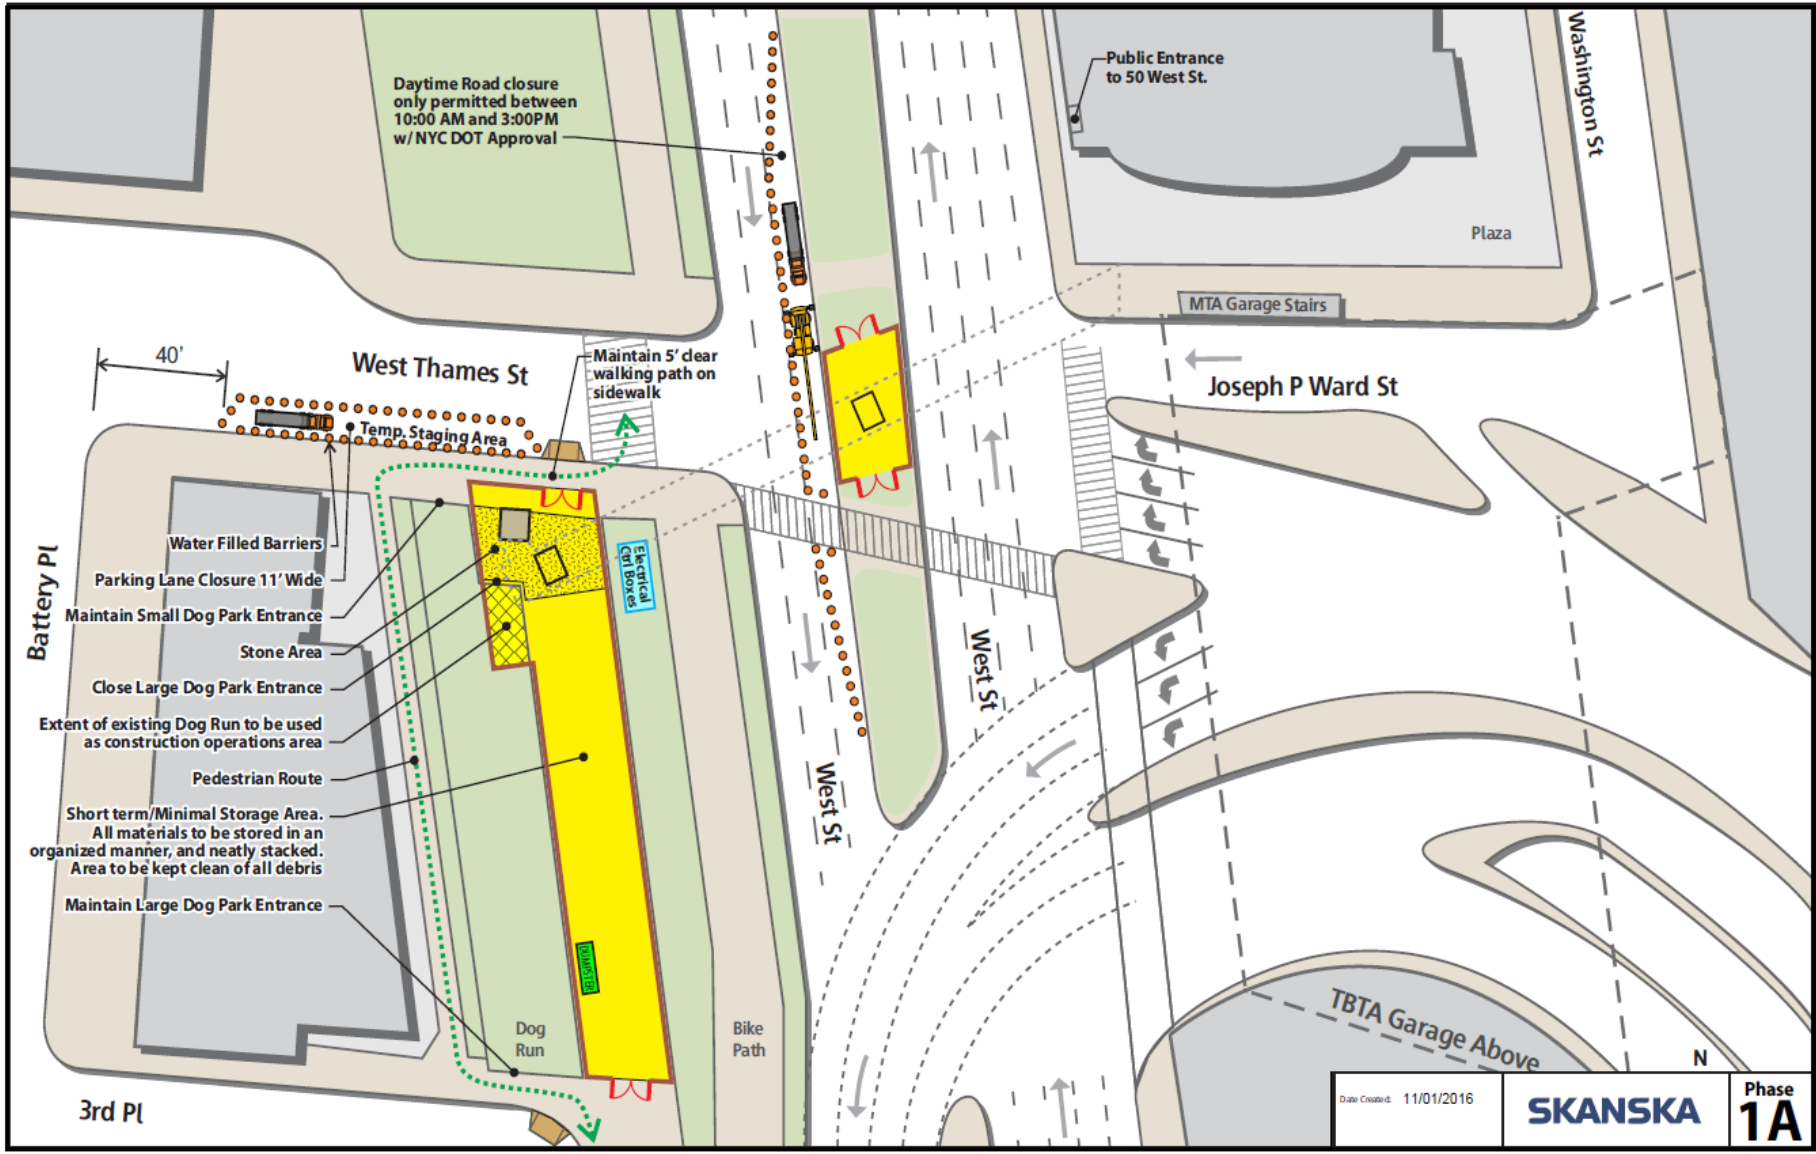 Daytime Road closure
only permitted between
10:00 AM and 3:00PM
w/ NYC DOT Approval
Public Entrance
to 50 West St.
Washington St
Plaza
MTA Garage Stairs
40'
West Thames St
Maintain 5' clear
walking path on
sidewalk
Joseph P Ward St
Temp. Staging Area
Battery Pl
Water Filled Barriers
Parking Lane Closure 11' Wide
Maintain Small Dog Park Entrance
Stone Area
Close Large Dog Park Entrance
Extent of existing Dog Run to be used
as construction operations area
Pedestrian Route
Short term/Minimal Storage Area.
All materials to be stored in an
organized manner, and neatly stacked.
Area to be kept clean of all debris
Maintain Large Dog Park Entrance
Electrical
Ctrl Boxes
West St
West St
DUMPSTER
Dog
Run
Bike
Path
3rd Pl
TBTA Garage Above
N
Date Created: 11/01/2016
SKANSKA
Phase
1A